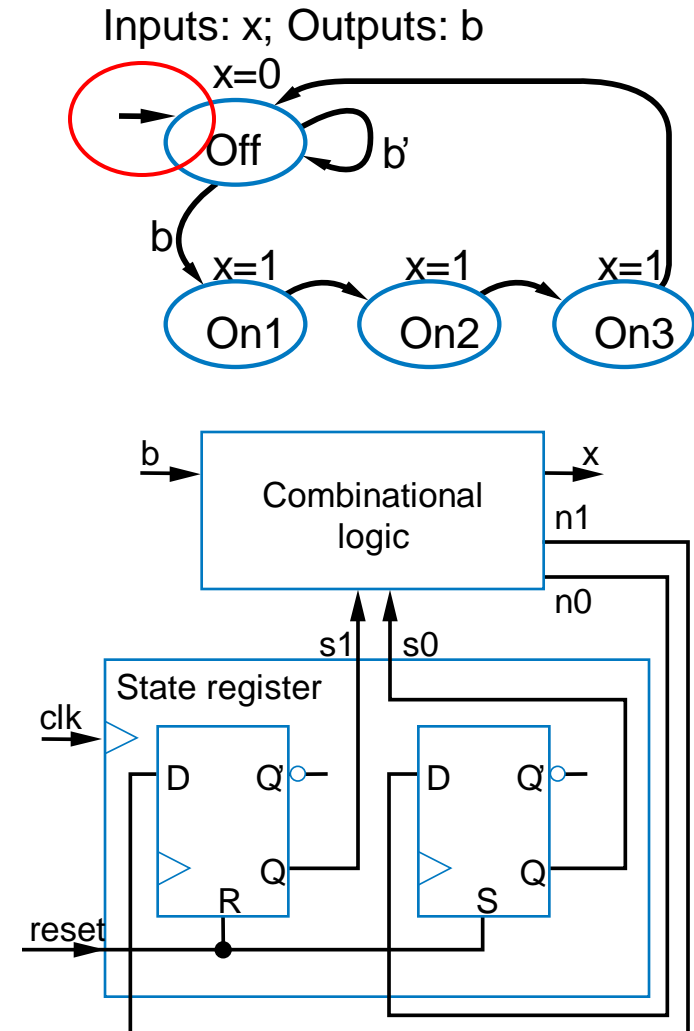 Inputs: x; Outputs: b
x=0
Off
b’
b
x=1 x=1 x=1
On1 On2 On3
b
x
Combinational
logic
n1
n0
s1 s0
State register
clk
D Q’ D Q’
Q Q
R S
reset